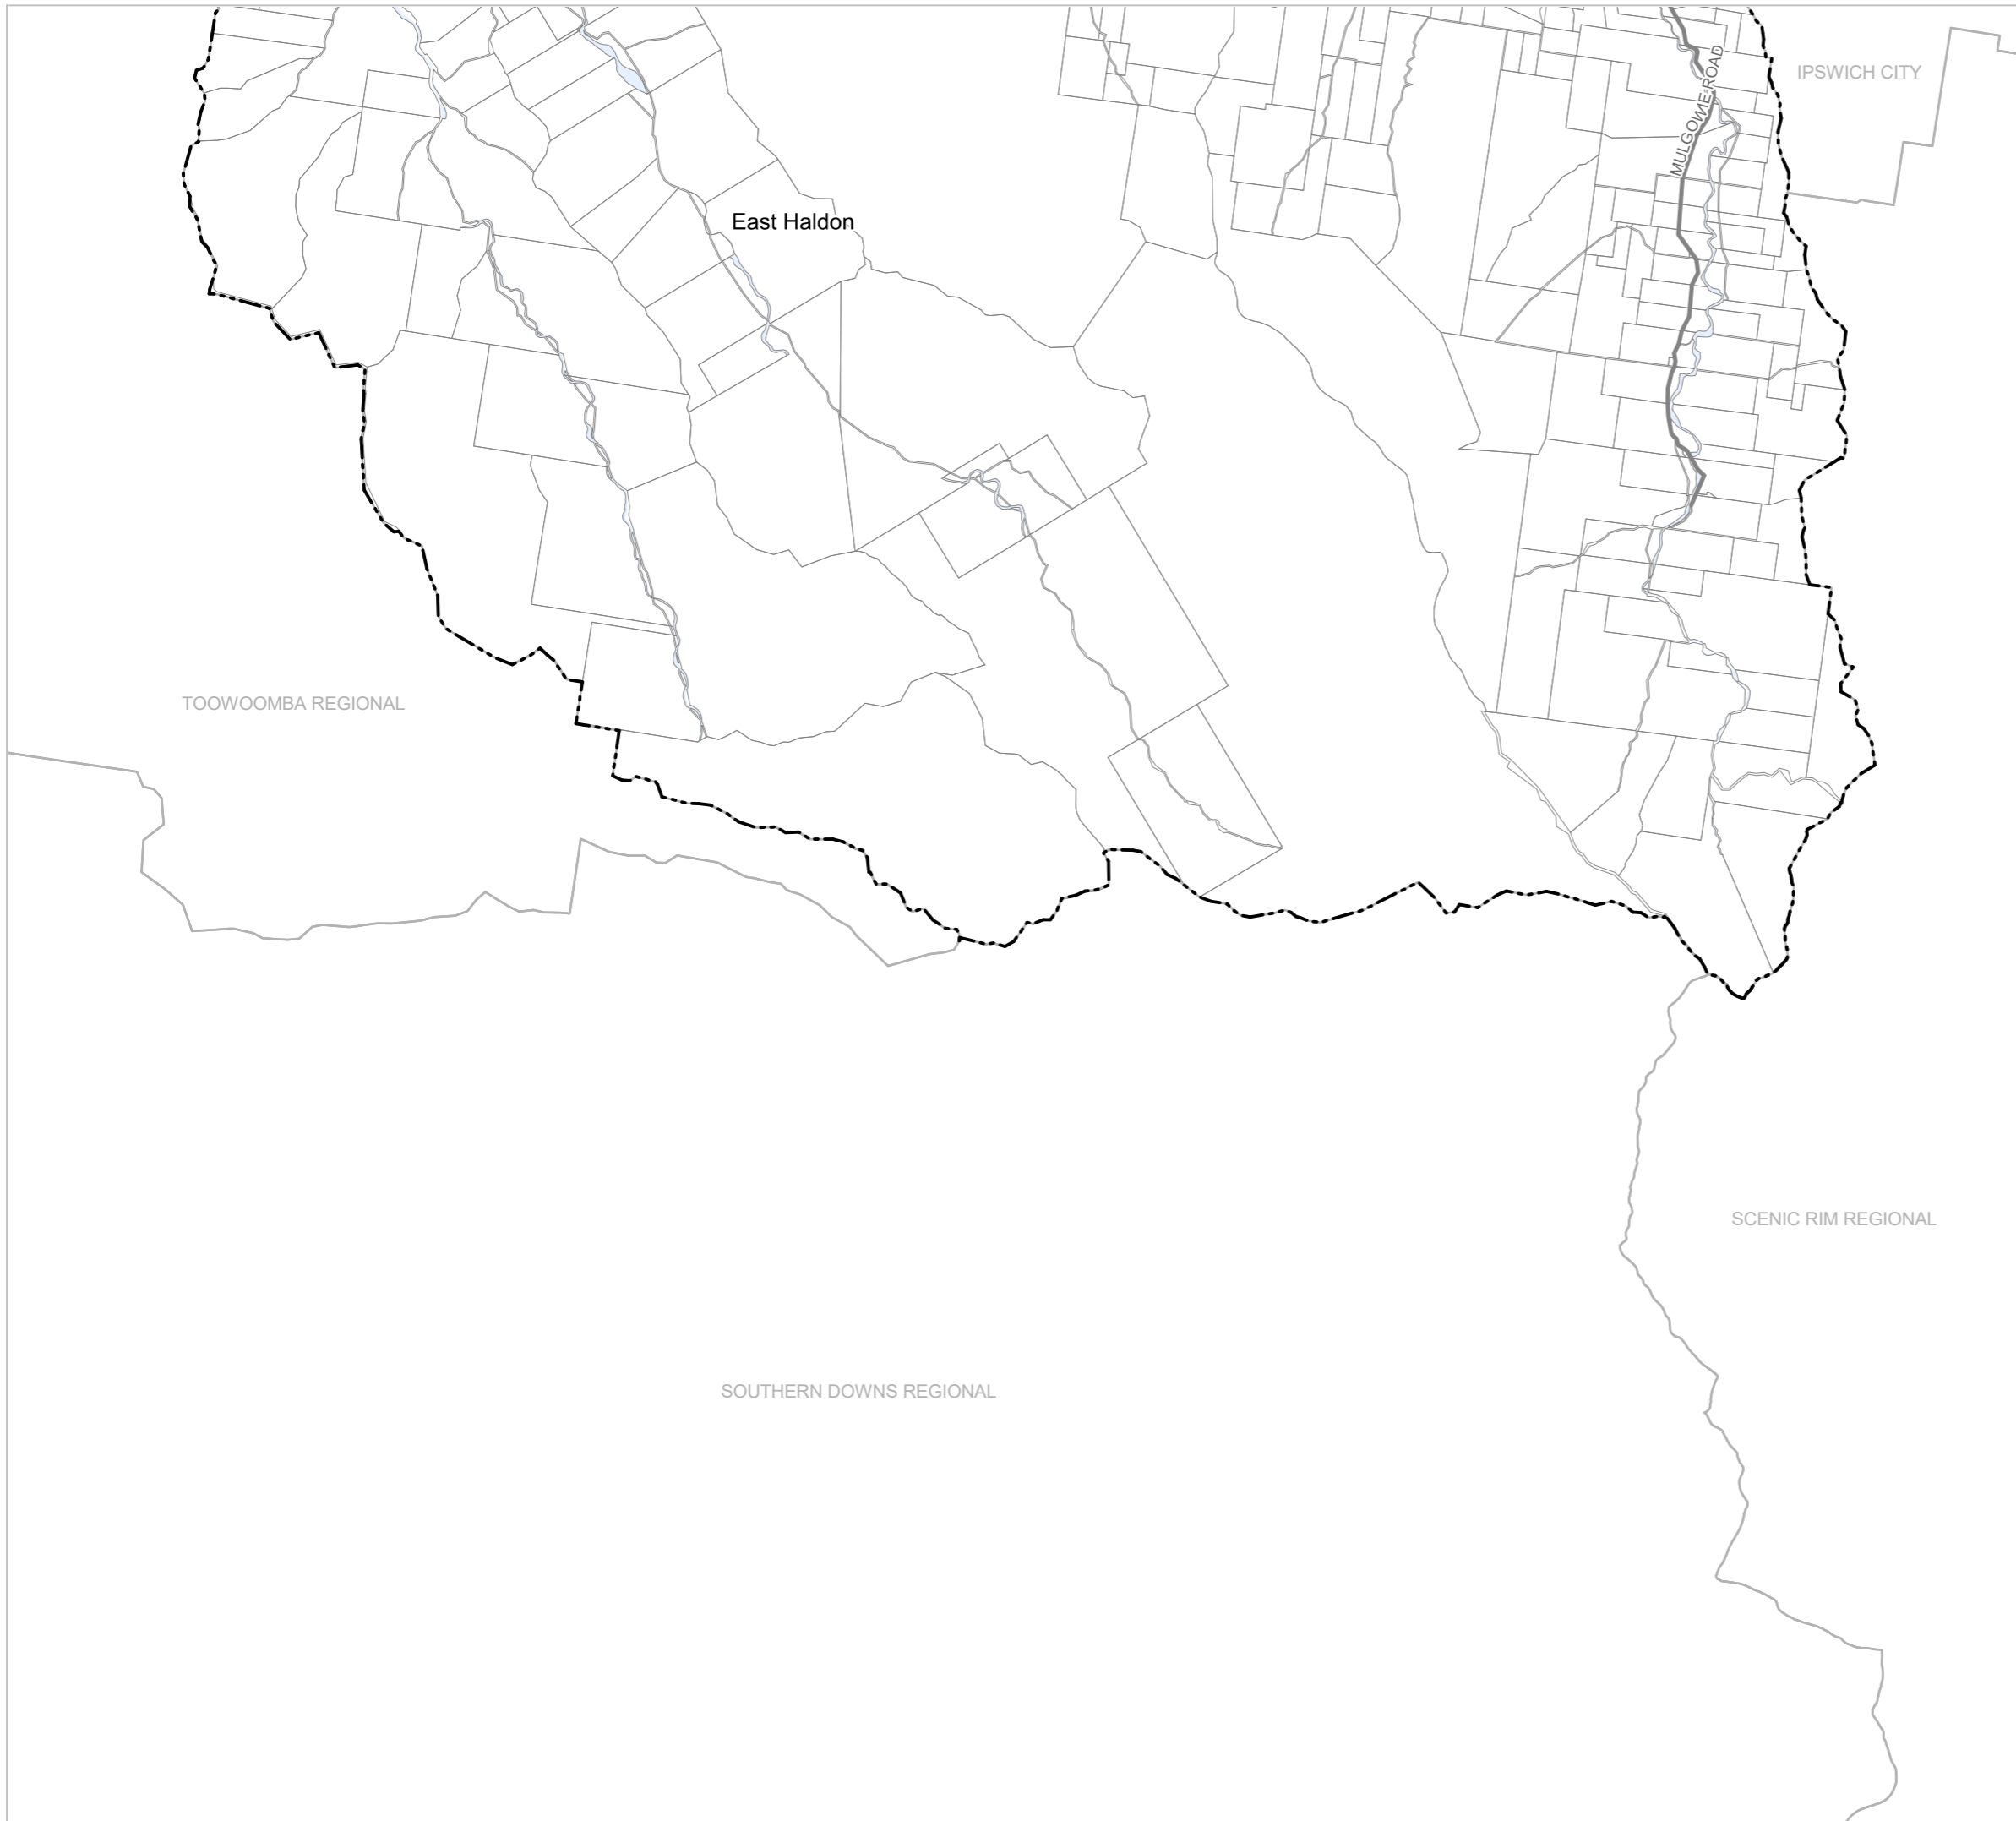 IPSWICH CITY
MULGOWIE ROAD
East Haldon
TOOWOOMBA REGIONAL
SCENIC RIM REGIONAL
SOUTHERN DOWNS REGIONAL